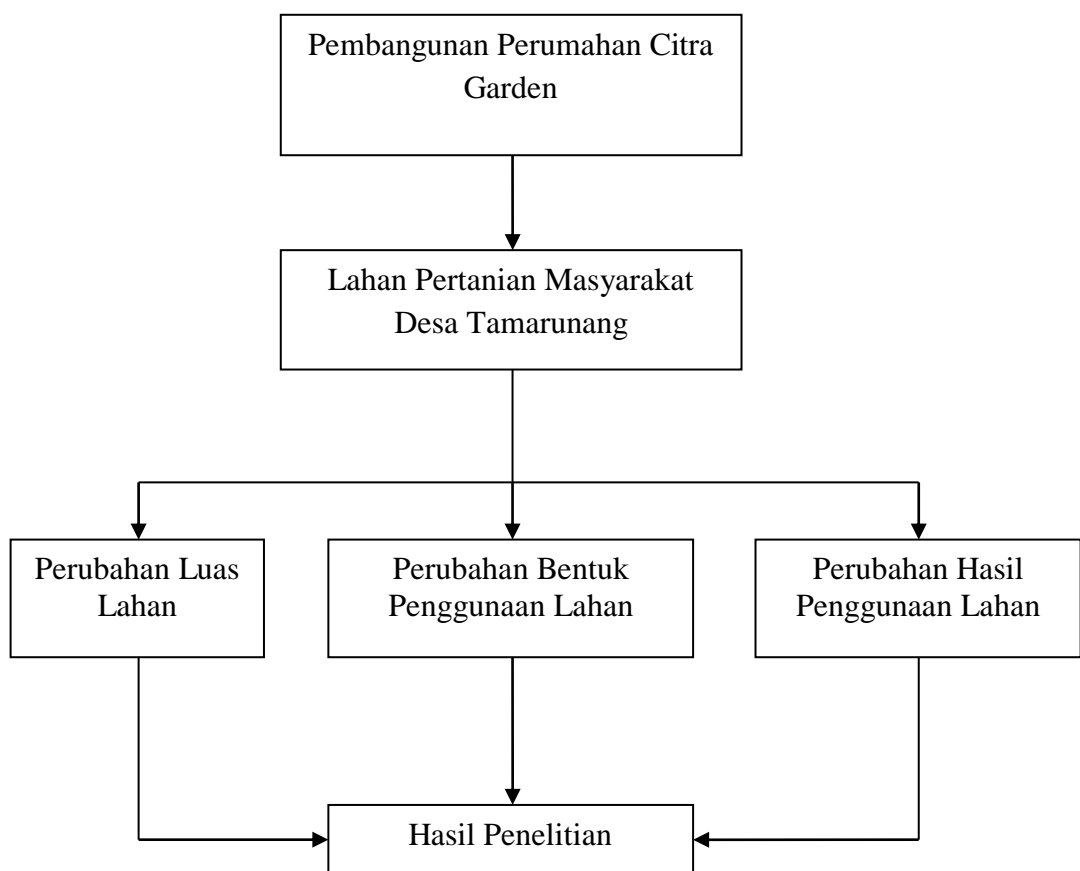 Pembangunan Perumahan Citra
Garden
Lahan Pertanian Masyarakat
Desa Tamarunang
Perubahan Luas
Lahan
Perubahan Bentuk
Penggunaan Lahan
Perubahan Hasil
Penggunaan Lahan
Hasil Penelitian